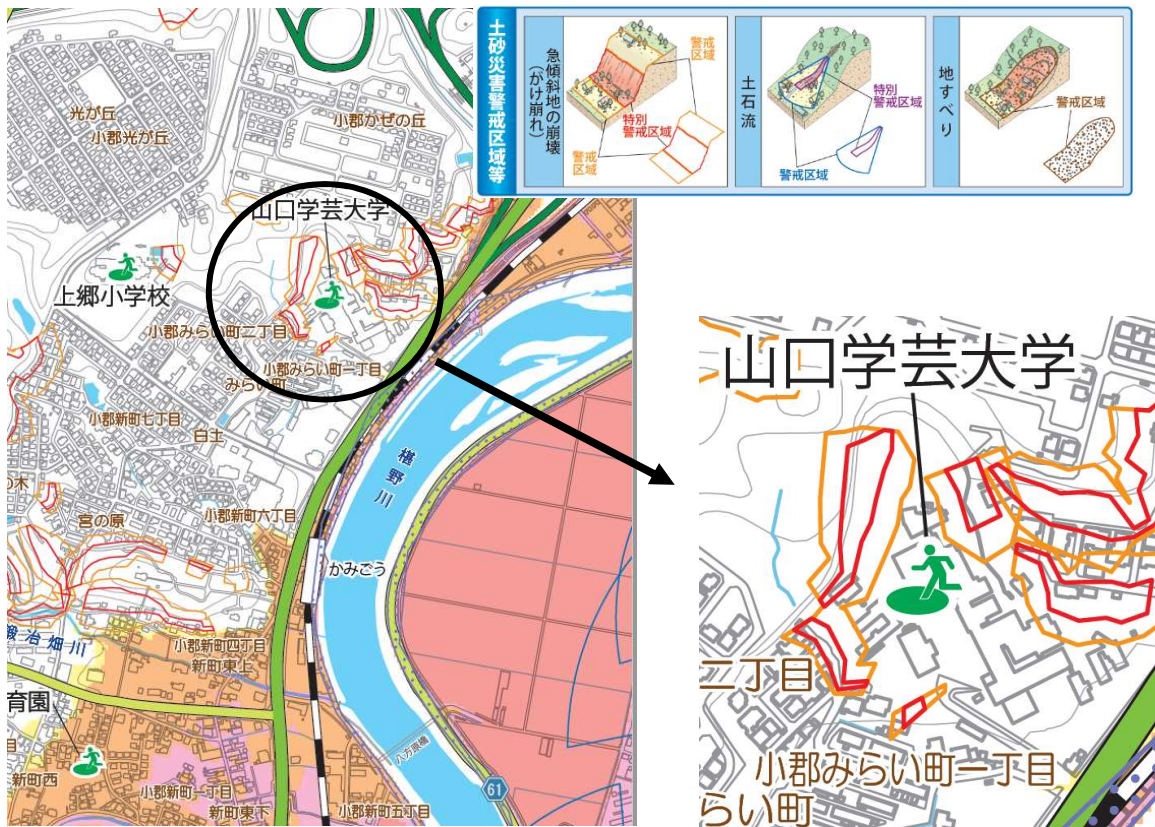 土砂災害警戒区域等
急傾斜地の崩壊
(がけ崩れ)
警戒
区域
特別
警戒区域
警戒
区域
土石流
特別
警戒区域
警戒区域
地すべり
警戒区域
光が丘
小郡光が丘
小郡かぜの丘
山口学芸大学
上郷小学校
小郡みらい町二丁目
小郡みらい町一丁目
みらい町
小郡新町七丁目
白土
椹野川
の木
宮の原
小郡新町六丁目
かみごう
鍛冶畑川
小郡新町四丁目
新町東上
育園
目
新町西
小郡新町一丁目
新町東下
小郡新町五丁目
八方原橋
61
山口学芸大学
二丁目
小郡みらい町一丁目
らい町